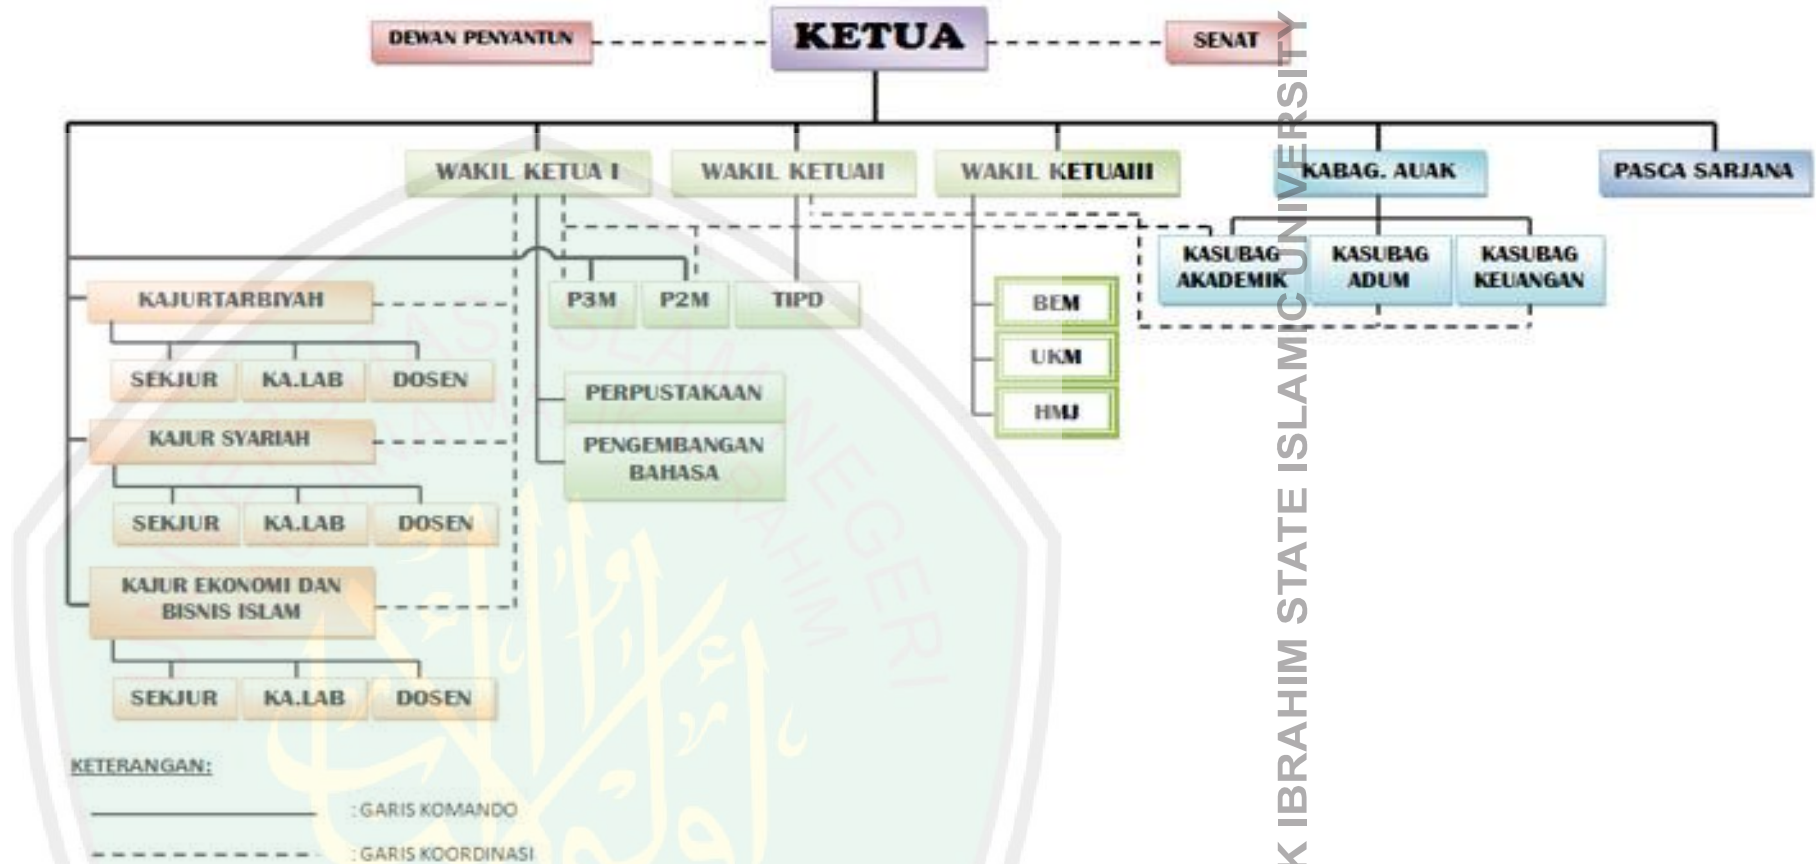 DEWAN PENYANTUN
KETUA
SENAT
WAKIL KETUA I
WAKIL KETUAII
WAKIL KETUAIII
KABAG. AUAK
PASCA SARJANA
KASUBAG
AKADEMIK
KASUBAG
ADUM
KASUBAG
KEUANGAN
KAJURTARBIYAH
P3M
P2M
TIPD
BEM
UKM
HMJ
SEKJUR
KA.LAB
DOSEN
PERPUSTAKAAN
PENGEMBANGAN
BAHASA
KAJUR SYARIAH
SEKJUR
KA.LAB
DOSEN
KAJUR EKONOMI DAN
BISNIS ISLAM
SEKJUR
KA.LAB
DOSEN
KETERANGAN:
: GARIS KOMANDO
: GARIS KOORDINASI
K IBRAHIM STATE ISLAMIC UNIVERSITY